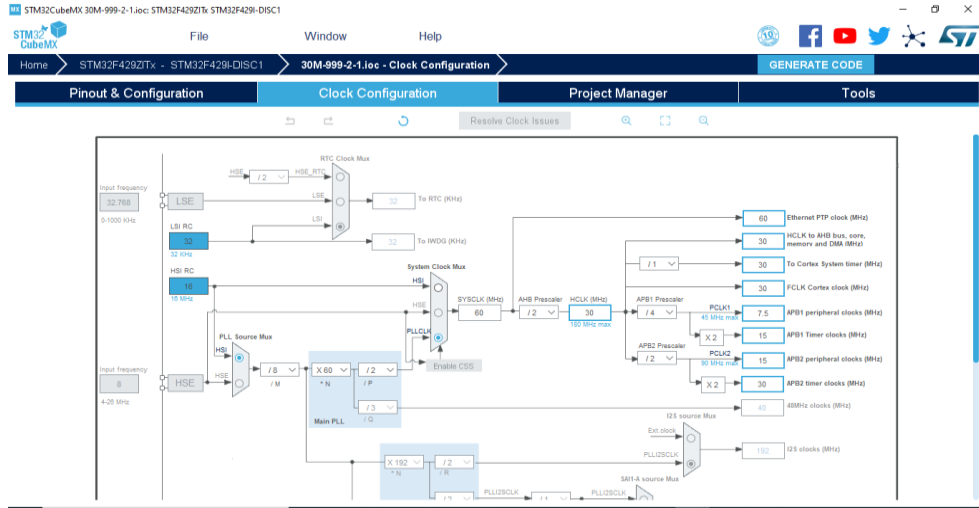 MX STM32CubeMX 30M-999-2-1.ioc: STM32F429ZITx STM32F429I-DISC1
STM32 CubeMX
File Window Help
10
Home STM32F429ZITx - STM32F429I-DISC1 30M-999-2-1.ioc - Clock Configuration GENERATE CODE
Pinout & Configuration Clock Configuration Project Manager Tools
Resolve Clock Issues
RTC Clock Mux
HSE / 2 HSE_RTC
Input frequency
32.768
0-1000 KHz
LSE
LSE
32
To RTC (KHz)
LSI RC
LSI
32
32 KHz
32
To IWDG (KHz)
60
Ethernet PTP clock (MHz)
30
HCLK to AHB bus, core,
memory and DMA (MHz)
/ 1
30
To Cortex System timer (MHz)
HSI RC
16
16 MHz
System Clock Mux
HSI
HSE
PLLCLK
SYSCLK (MHz)
60
AHB Prescaler
/ 2
HCLK (MHz)
30
180 MHz max
30
FCLK Cortex clock (MHz)
APB1 Prescaler
/ 4
PCLK1
45 MHz max
7.5
APB1 peripheral clocks (MHz)
X 2
15
APB1 Timer clocks (MHz)
APB2 Prescaler
/ 2
PCLK2
90 MHz max
15
APB2 peripheral clocks (MHz)
X 2
30
APB2 timer clocks (MHz)
Enable CSS
PLL Source Mux
HSI
HSE
Input frequency
8
4-26 MHz
HSE
/ 8
/ M
X 60
* N
/ 2
/ P
/ 3
/ Q
Main PLL
40
48MHz clocks (MHz)
I2S source Mux
Ext.clock
PLLI2SCLK
192
I2S clocks (MHz)
X 192
* N
/ 2
/ R
SAI1-A source Mux
PLLI2SCLK
/ 1
PLLI2SCLK